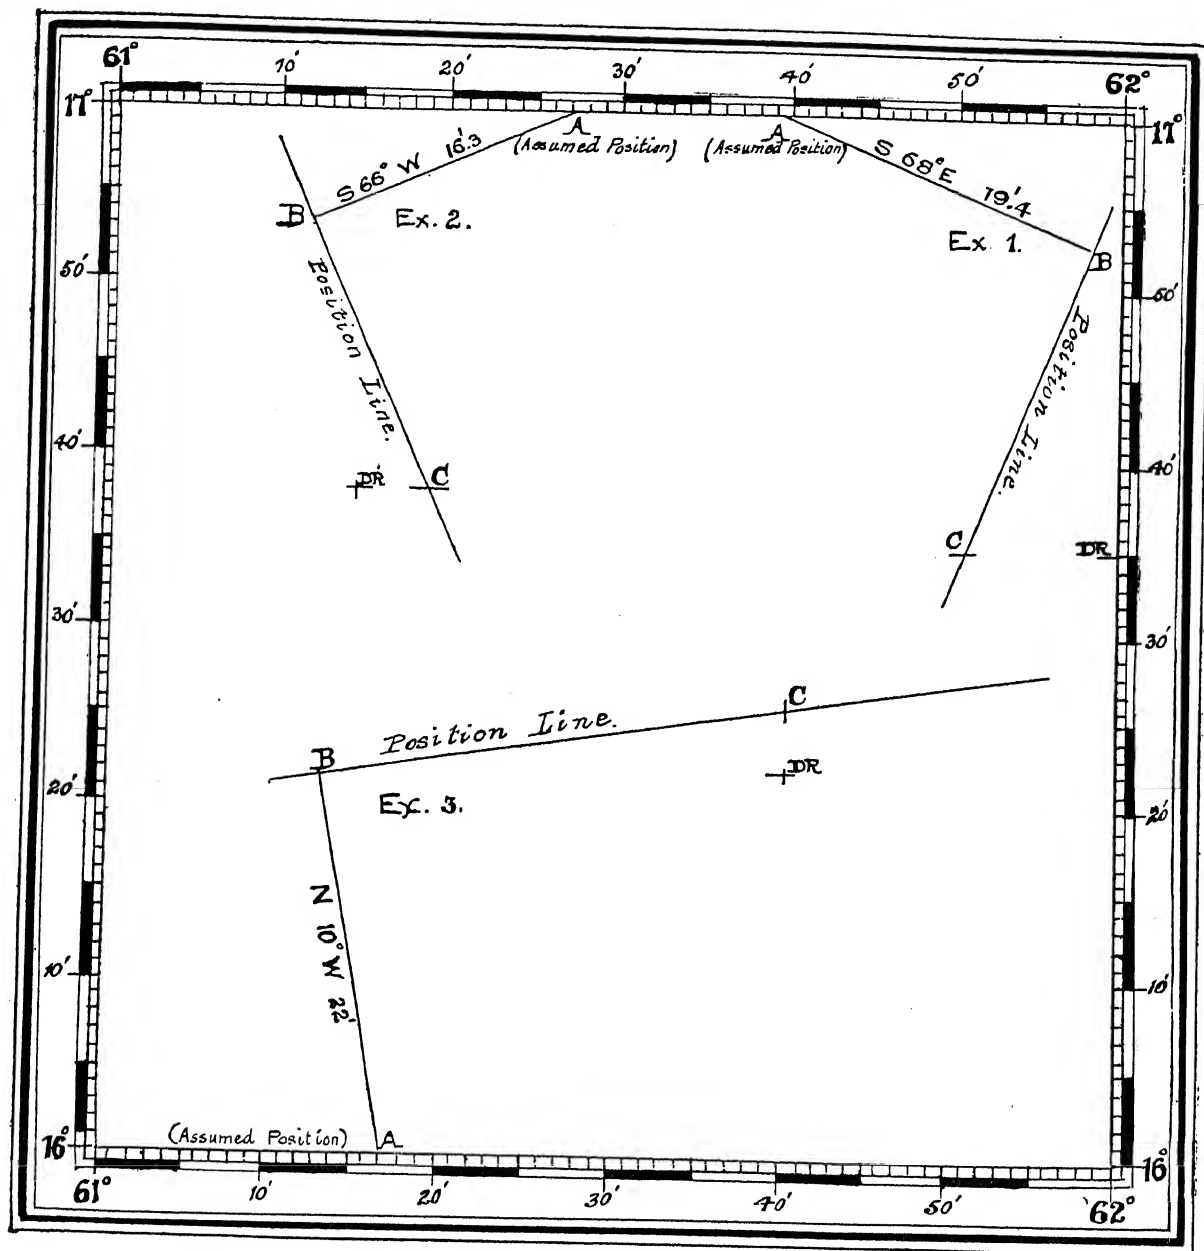 61° 10' 20' 30' 40' 50' 62°
17° 17°
A A
(Assumed Position) (Assumed Position)
S 66° W 16'.3
S 68° E 19'.4
B
Ex. 2.
Ex 1.
B
50' 50'
Position Line.
Position Line.
40' 40'
DR C
C DR
30' 30'
C
Position Line.
B
DR
20' 20'
Ex. 3.
N 10° W 22'
10' 10'
(Assumed Position) A
16° 16°
61° 10' 20' 30' 40' 50' 62°